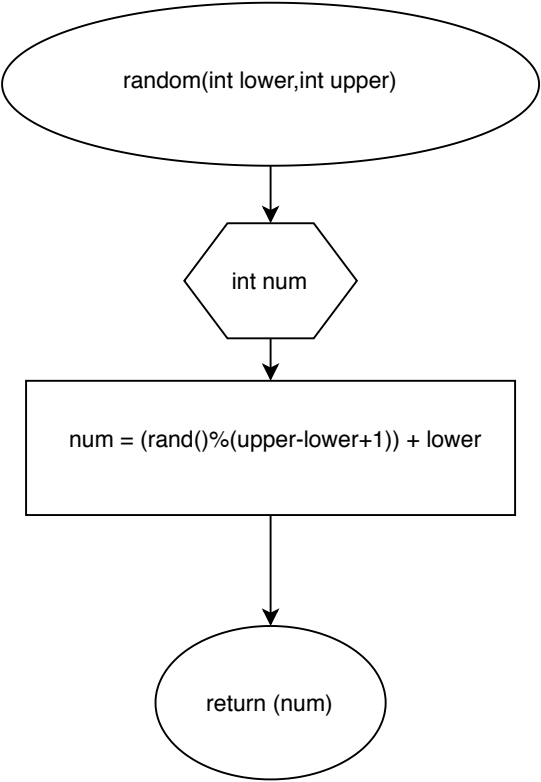 random(int lower,int upper)
int num
num = (rand()%(upper-lower+1)) + lower
return (num)